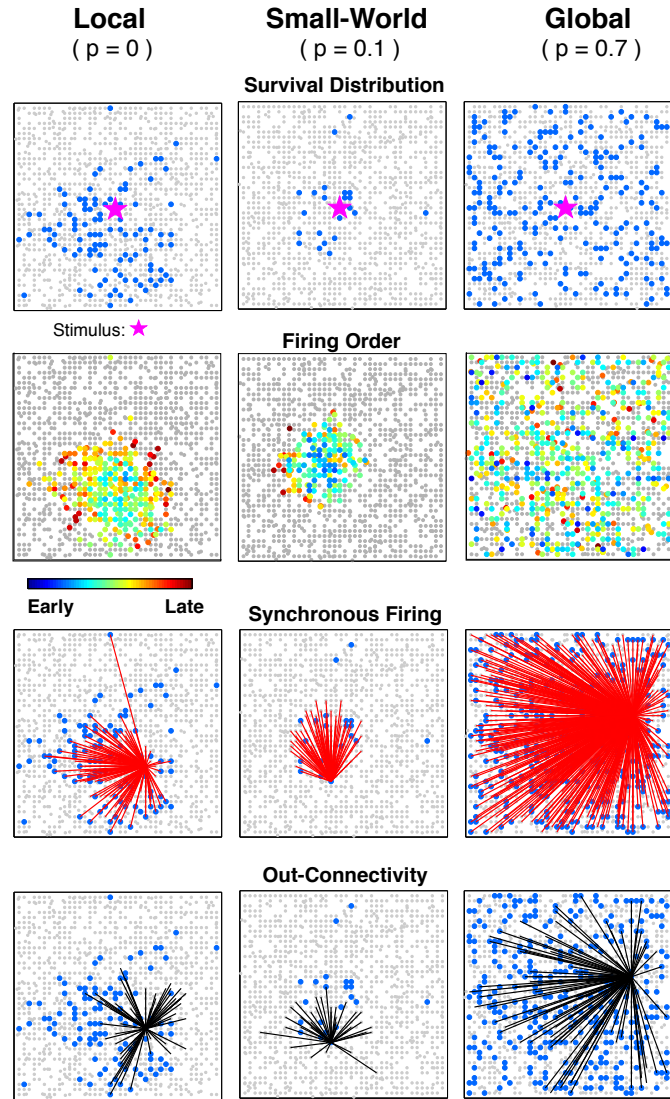 Local Small-World Global
( p = 0 ) ( p = 0.1 ) ( p = 0.7 )
Survival Distribution
Stimulus:
Firing Order
Early Late
Synchronous Firing
Out-Connectivity